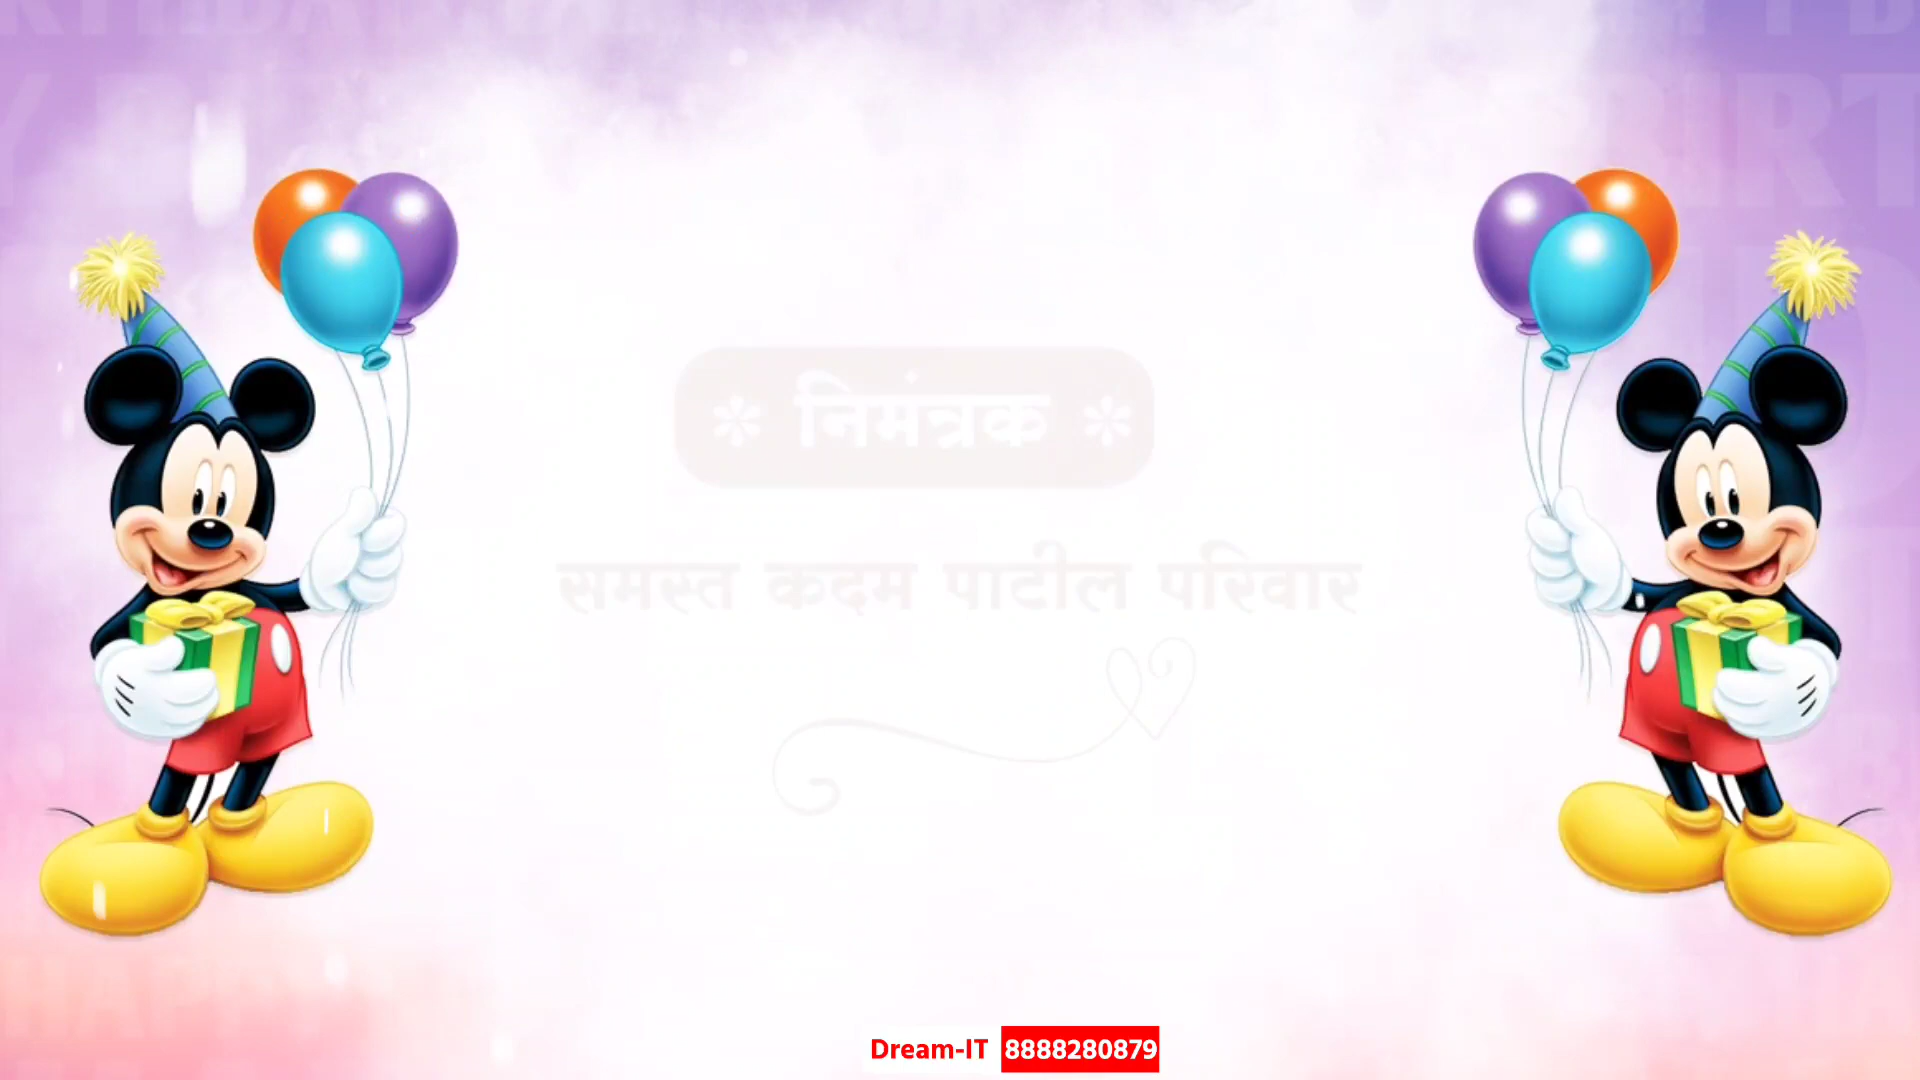 ❇ निमंत्रक ❇
समस्त कदम पाटील परिवार
Dream-IT 8888280879